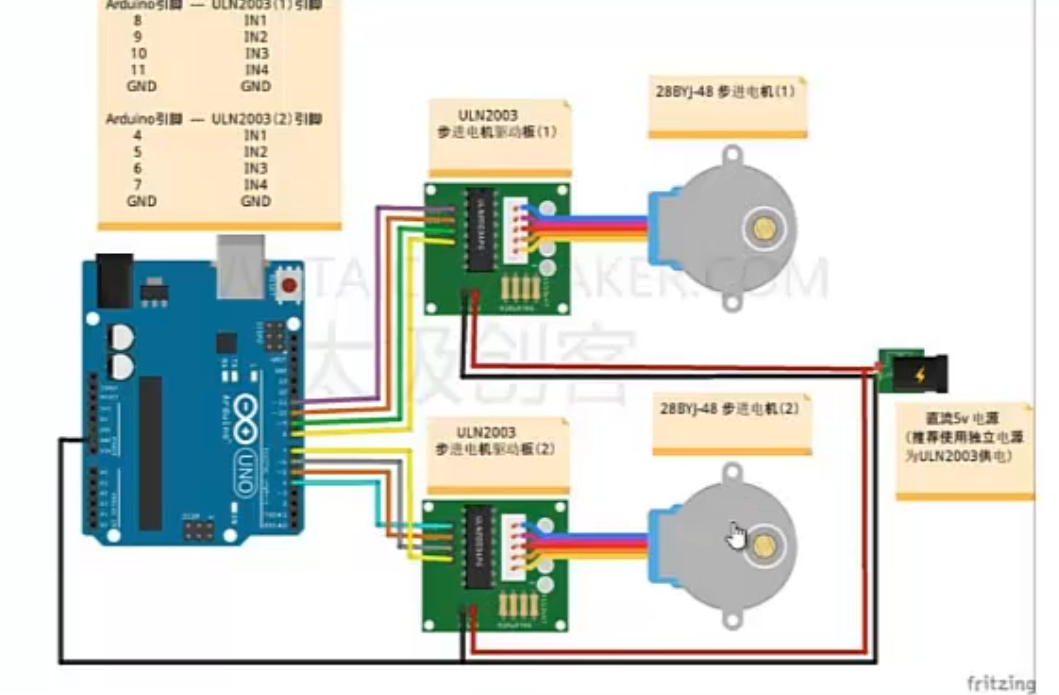 Arduino引脚 — ULN2003(1)引脚
8 IN1
9 IN2
10 IN3
11 IN4
GND GND
Arduino引脚 — ULN2003(2)引脚
4 IN1
5 IN2
6 IN3
7 IN4
GND GND
ULN2003
步进电机驱动板(1)
28BYJ-48 步进电机(1)
太极创客
UNO
ULN2003
步进电机驱动板(2)
28BYJ-48 步进电机(2)
直流5v 电源
(推荐使用独立电源
为ULN2003供电)
fritzing